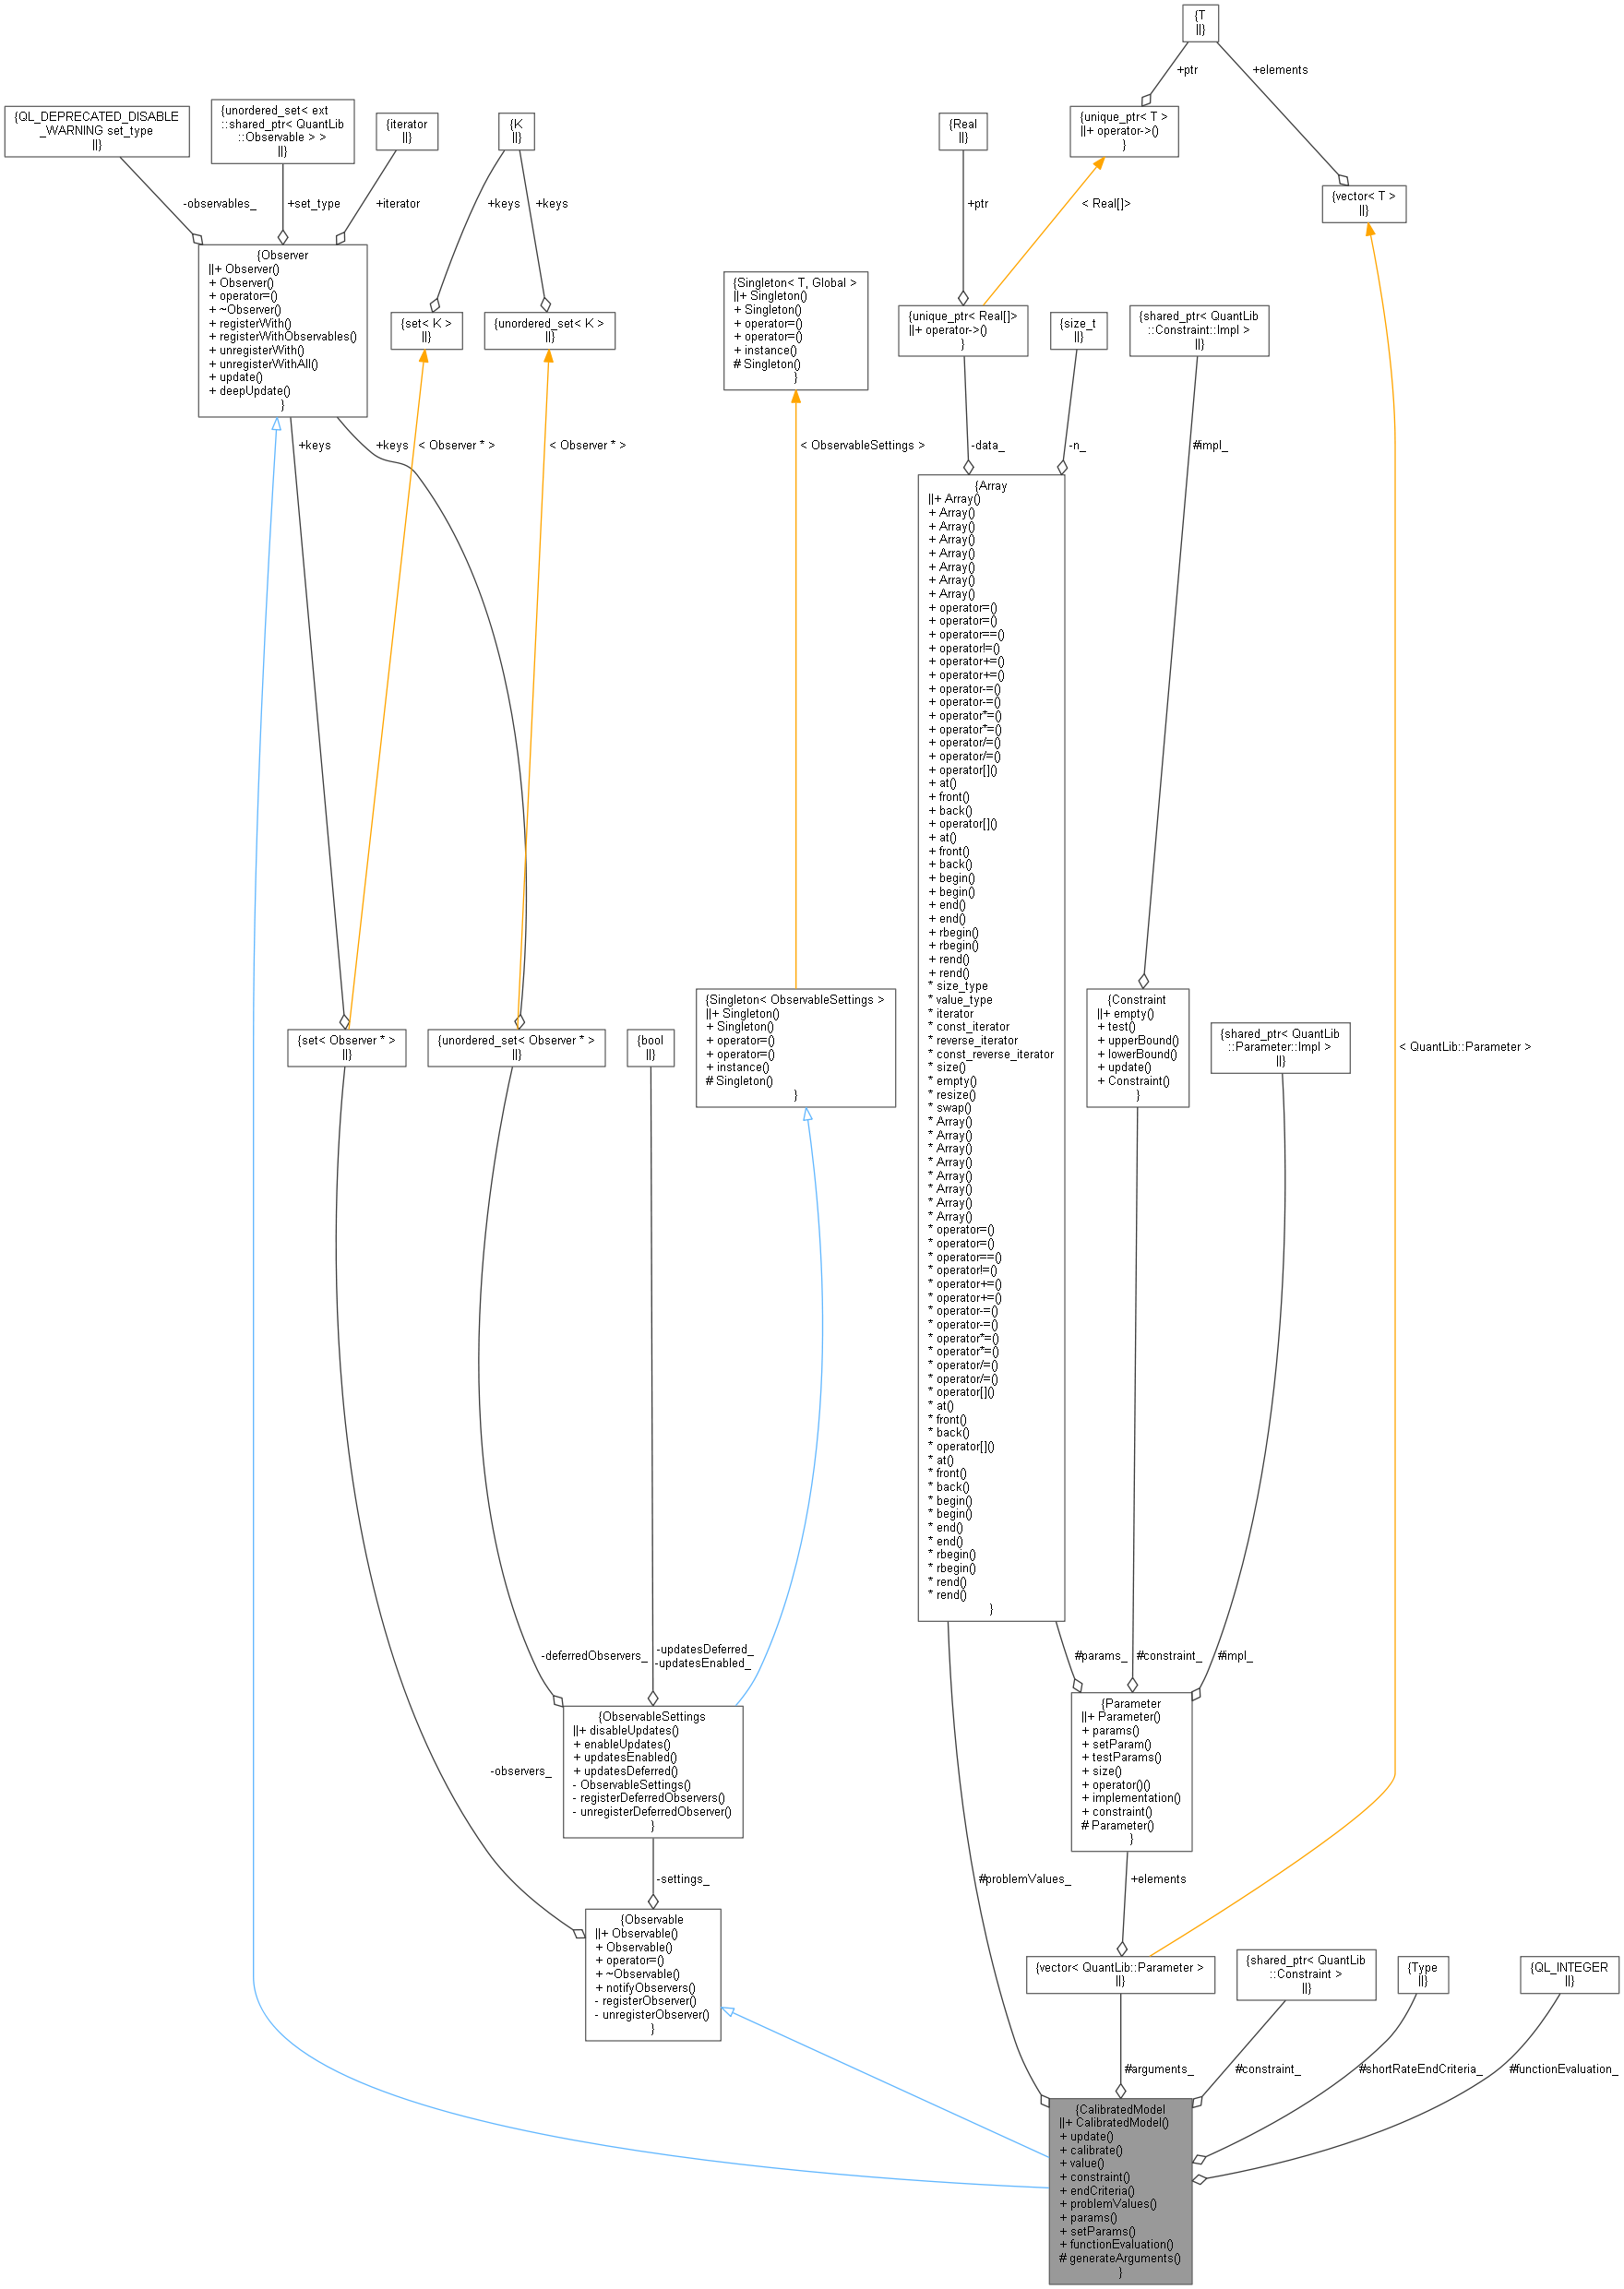 {T
||}
+ptr
+elements
{QL_DEPRECATED_DISABLE
_WARNING set_type
||}
{unordered_set< ext
::shared_ptr< QuantLib
::Observable > >
||}
{iterator
||}
{K
||}
{Real
||}
{unique_ptr< T >
||+ operator->()
}
{vector< T >
||}
-observables_
+set_type
+iterator
+keys
+keys
+ptr
< Real[]>
{Observer
||+ Observer()
+ Observer()
+ operator=()
+ ~Observer()
+ registerWith()
+ registerWithObservables()
+ unregisterWith()
+ unregisterWithAll()
+ update()
+ deepUpdate()
}
{set< K >
||}
{unordered_set< K >
||}
{Singleton< T, Global >
||+ Singleton()
+ Singleton()
+ operator=()
+ operator=()
+ instance()
# Singleton()
}
{unique_ptr< Real[]>
||+ operator->()
}
{size_t
||}
{shared_ptr< QuantLib
::Constraint::Impl >
||}
+keys
+keys
< Observer * >
< Observer * >
< ObservableSettings >
-data_
-n_
#impl_
{Array
||+ Array()
+ Array()
+ Array()
+ Array()
+ Array()
+ Array()
+ Array()
+ Array()
+ operator=()
+ operator=()
+ operator==()
+ operator!=()
+ operator+=()
+ operator+=()
+ operator-=()
+ operator-=()
+ operator*=()
+ operator*=()
+ operator/=()
+ operator/=()
+ operator[]()
+ at()
+ front()
+ back()
+ operator[]()
+ at()
+ front()
+ back()
+ begin()
+ begin()
+ end()
+ end()
+ rbegin()
+ rbegin()
+ rend()
+ rend()
* size_type
* value_type
* iterator
* const_iterator
* reverse_iterator
* const_reverse_iterator
* size()
* empty()
* resize()
* swap()
* Array()
* Array()
* Array()
* Array()
* Array()
* Array()
* Array()
* Array()
* operator=()
* operator=()
* operator==()
* operator!=()
* operator+=()
* operator+=()
* operator-=()
* operator-=()
* operator*=()
* operator*=()
* operator/=()
* operator/=()
* operator[]()
* at()
* front()
* back()
* operator[]()
* at()
* front()
* back()
* begin()
* begin()
* end()
* end()
* rbegin()
* rbegin()
* rend()
* rend()
}
{set< Observer * >
||}
{unordered_set< Observer * >
||}
{bool
||}
{Singleton< ObservableSettings >
||+ Singleton()
+ Singleton()
+ operator=()
+ operator=()
+ instance()
# Singleton()
}
{Constraint
||+ empty()
+ test()
+ upperBound()
+ lowerBound()
+ update()
+ Constraint()
}
{shared_ptr< QuantLib
::Parameter::Impl >
||}
< QuantLib::Parameter >
-deferredObservers_
-updatesDeferred_
-updatesEnabled_
#params_
#constraint_
#impl_
{ObservableSettings
||+ disableUpdates()
+ enableUpdates()
+ updatesEnabled()
+ updatesDeferred()
- ObservableSettings()
- registerDeferredObservers()
- unregisterDeferredObserver()
}
{Parameter
||+ Parameter()
+ params()
+ setParam()
+ testParams()
+ size()
+ operator()()
+ implementation()
+ constraint()
# Parameter()
}
-observers_
-settings_
#problemValues_
+elements
{Observable
||+ Observable()
+ Observable()
+ operator=()
+ ~Observable()
+ notifyObservers()
- registerObserver()
- unregisterObserver()
}
{vector< QuantLib::Parameter >
||}
{shared_ptr< QuantLib
::Constraint >
||}
{Type
||}
{QL_INTEGER
||}
#arguments_
#constraint_
#shortRateEndCriteria_
#functionEvaluation_
{CalibratedModel
||+ CalibratedModel()
+ update()
+ calibrate()
+ value()
+ constraint()
+ endCriteria()
+ problemValues()
+ params()
+ setParams()
+ functionEvaluation()
# generateArguments()
}